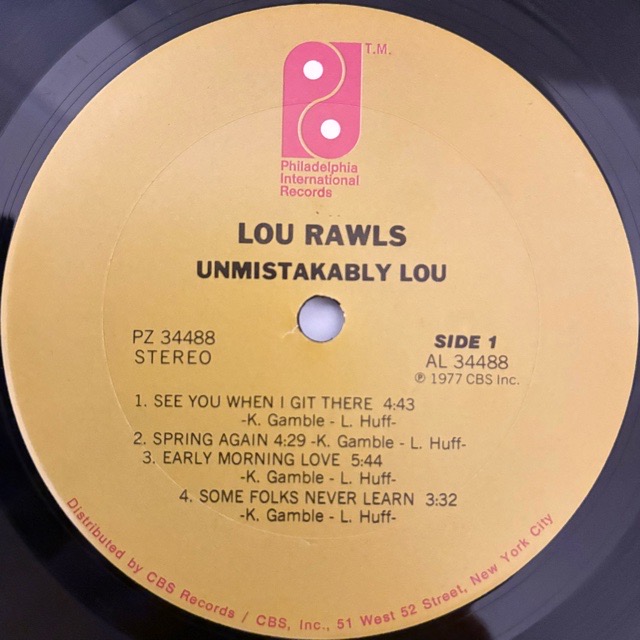 T.M.
Philadelphia
International
Records
LOU RAWLS
UNMISTAKABLY LOU
PZ 34488
STEREO
SIDE 1
AL 34488
℗ 1977 CBS Inc.
1. SEE YOU WHEN I GIT THERE 4:43
-K. Gamble - L. Huff-
2. SPRING AGAIN 4:29 -K. Gamble - L. Huff-
3. EARLY MORNING LOVE 5:44
-K. Gamble - L. Huff-
4. SOME FOLKS NEVER LEARN 3:32
-K. Gamble - L. Huff-
Distributed by CBS Records / CBS, Inc., 51 West 52 Street, New York City